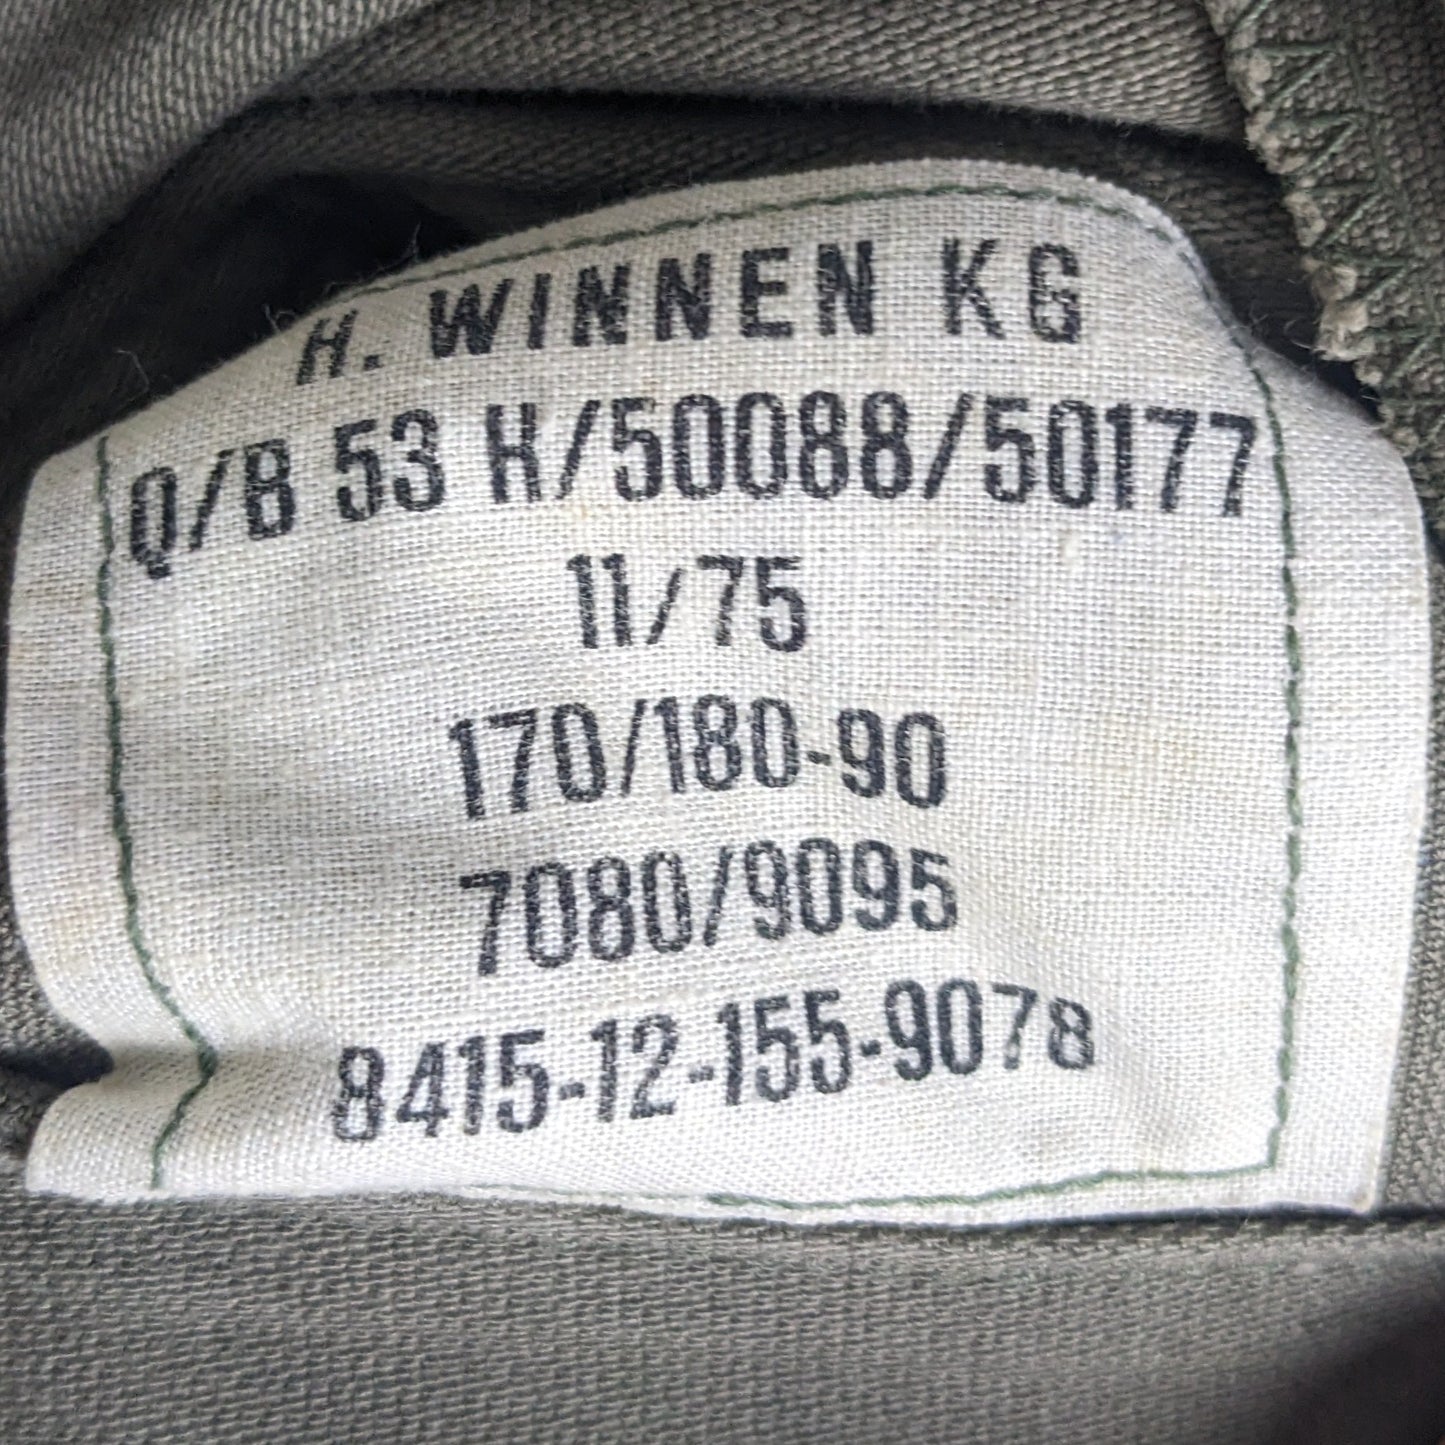 H. WINNEN KG
Q/B 53 H/50088/50177
11/75
170/180-90
7080/9095
8415-12-155-9078